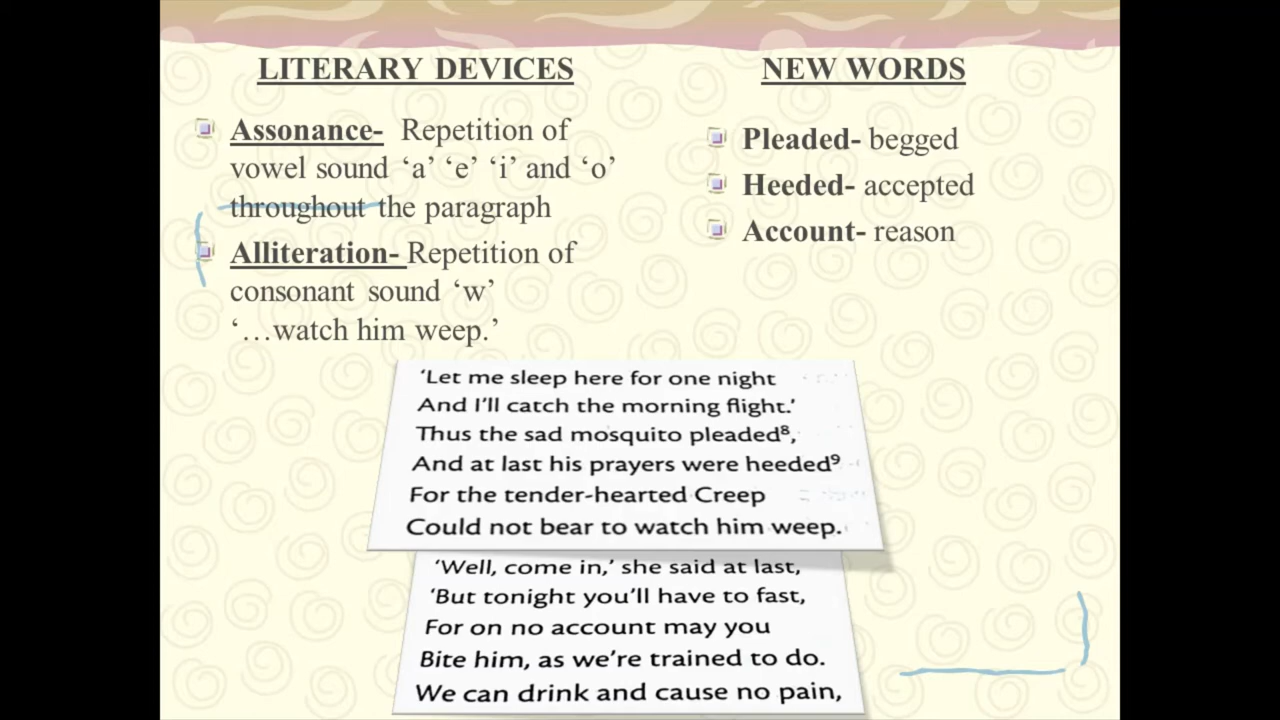 LITERARY DEVICES
Assonance- Repetition of
vowel sound ‘a’ ‘e’ ‘i’ and ‘o’
throughout the paragraph
Alliteration- Repetition of
consonant sound ‘w’
‘…watch him weep.’
NEW WORDS
Pleaded- begged
Heeded- accepted
Account- reason
‘Let me sleep here for one night
And I’ll catch the morning flight.’
Thus the sad mosquito pleaded⁸,
And at last his prayers were heeded⁹
For the tender-hearted Creep
Could not bear to watch him weep.
‘Well, come in,’ she said at last,
‘But tonight you’ll have to fast,
For on no account may you
Bite him, as we’re trained to do.
We can drink and cause no pain,